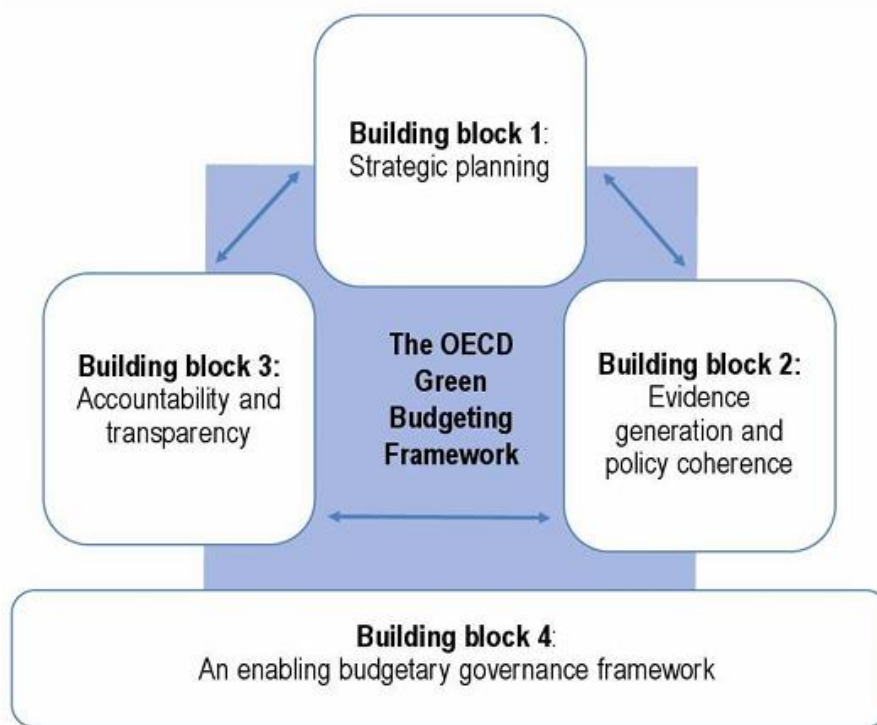 Building block 1:
Strategic planning
The OECD
Green
Budgeting
Framework
Building block 3:
Accountability and
transparency
Building block 2:
Evidence
generation and
policy coherence
Building block 4:
An enabling budgetary governance framework